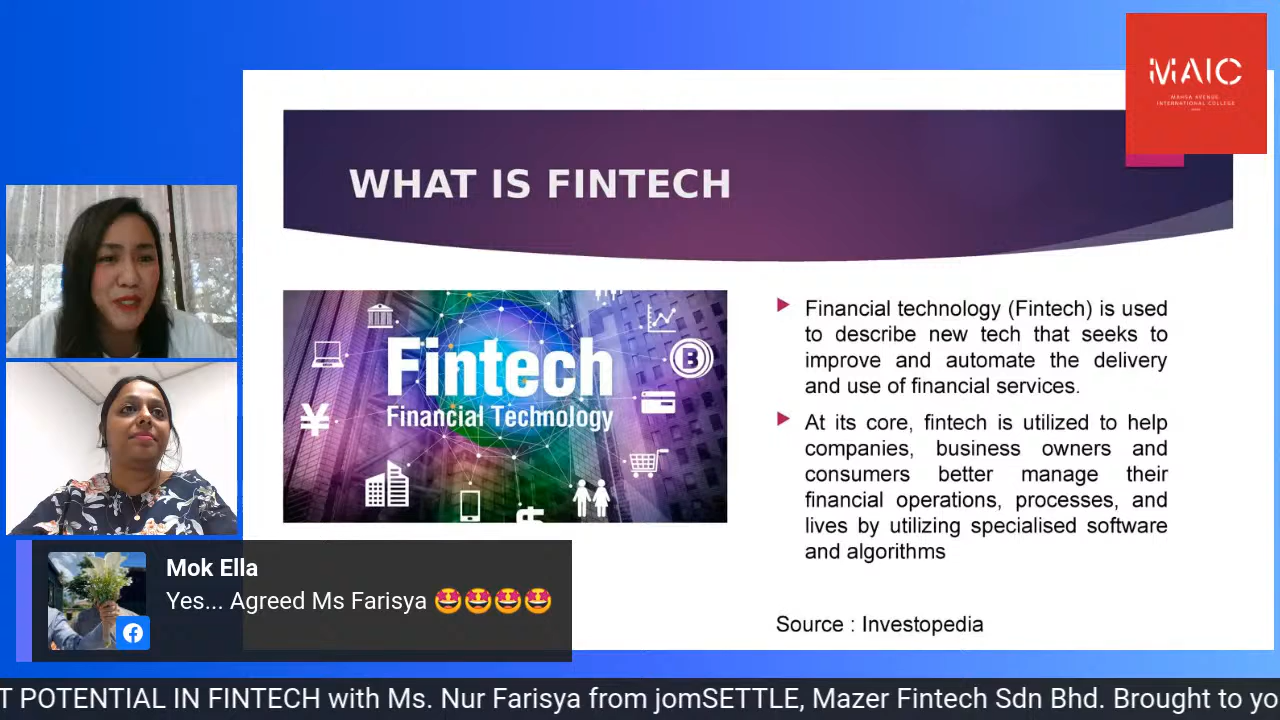 MAIC
MAHSA AVENUE
INTERNATIONAL COLLEGE
WHAT IS FINTECH
Fintech
Financial Technology
Financial technology (Fintech) is used
to describe new tech that seeks to
improve and automate the delivery
and use of financial services.
At its core, fintech is utilized to help
companies, business owners and
consumers better manage their
financial operations, processes, and
lives by utilizing specialised software
and algorithms
Source : Investopedia
Mok Ella
Yes... Agreed Ms Farisya 🤩🤩🤩🤩
T POTENTIAL IN FINTECH with Ms. Nur Farisya from jomSETTLE, Mazer Fintech Sdn Bhd. Brought to yo